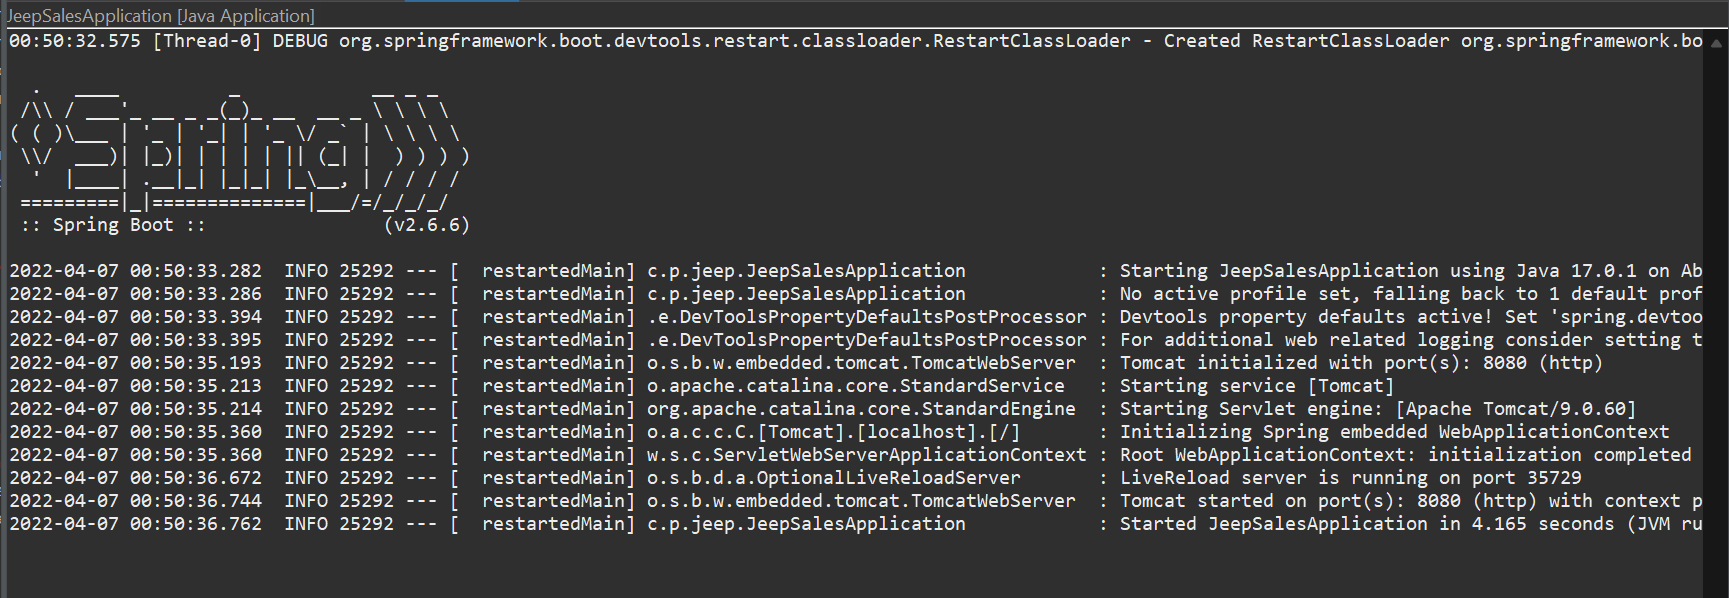 JeepSalesApplication [Java Application]
00:50:32.575 [Thread-0] DEBUG org.springframework.boot.devtools.restart.classloader.RestartClassLoader - Created RestartClassLoader org.springframework.bo
  .   ____          _            __ _ _
 /\\ / ___'_ __ _ _(_)_ __  __ _ \ \ \ \
( ( )\___ | '_ | '_| | '_ \/ _` | \ \ \ \
 \\/  ___)| |_)| | | | | || (_| |  ) ) ) )
  '  |____| .__|_| |_|_| |_\__, | / / / /
 =========|_|==============|___/=/_/_/_/
 :: Spring Boot ::                (v2.6.6)
2022-04-07 00:50:33.282  INFO 25292 --- [  restartedMain] c.p.jeep.JeepSalesApplication            : Starting JeepSalesApplication using Java 17.0.1 on Ab
2022-04-07 00:50:33.286  INFO 25292 --- [  restartedMain] c.p.jeep.JeepSalesApplication            : No active profile set, falling back to 1 default prof
2022-04-07 00:50:33.394  INFO 25292 --- [  restartedMain] .e.DevToolsPropertyDefaultsPostProcessor : Devtools property defaults active! Set 'spring.devtoo
2022-04-07 00:50:33.395  INFO 25292 --- [  restartedMain] .e.DevToolsPropertyDefaultsPostProcessor : For additional web related logging consider setting t
2022-04-07 00:50:35.193  INFO 25292 --- [  restartedMain] o.s.b.w.embedded.tomcat.TomcatWebServer  : Tomcat initialized with port(s): 8080 (http)
2022-04-07 00:50:35.213  INFO 25292 --- [  restartedMain] o.apache.catalina.core.StandardService   : Starting service [Tomcat]
2022-04-07 00:50:35.214  INFO 25292 --- [  restartedMain] org.apache.catalina.core.StandardEngine  : Starting Servlet engine: [Apache Tomcat/9.0.60]
2022-04-07 00:50:35.360  INFO 25292 --- [  restartedMain] o.a.c.c.C.[Tomcat].[localhost].[/]       : Initializing Spring embedded WebApplicationContext
2022-04-07 00:50:35.360  INFO 25292 --- [  restartedMain] w.s.c.ServletWebServerApplicationContext : Root WebApplicationContext: initialization completed
2022-04-07 00:50:36.672  INFO 25292 --- [  restartedMain] o.s.b.d.a.OptionalLiveReloadServer       : LiveReload server is running on port 35729
2022-04-07 00:50:36.744  INFO 25292 --- [  restartedMain] o.s.b.w.embedded.tomcat.TomcatWebServer  : Tomcat started on port(s): 8080 (http) with context p
2022-04-07 00:50:36.762  INFO 25292 --- [  restartedMain] c.p.jeep.JeepSalesApplication            : Started JeepSalesApplication in 4.165 seconds (JVM ru